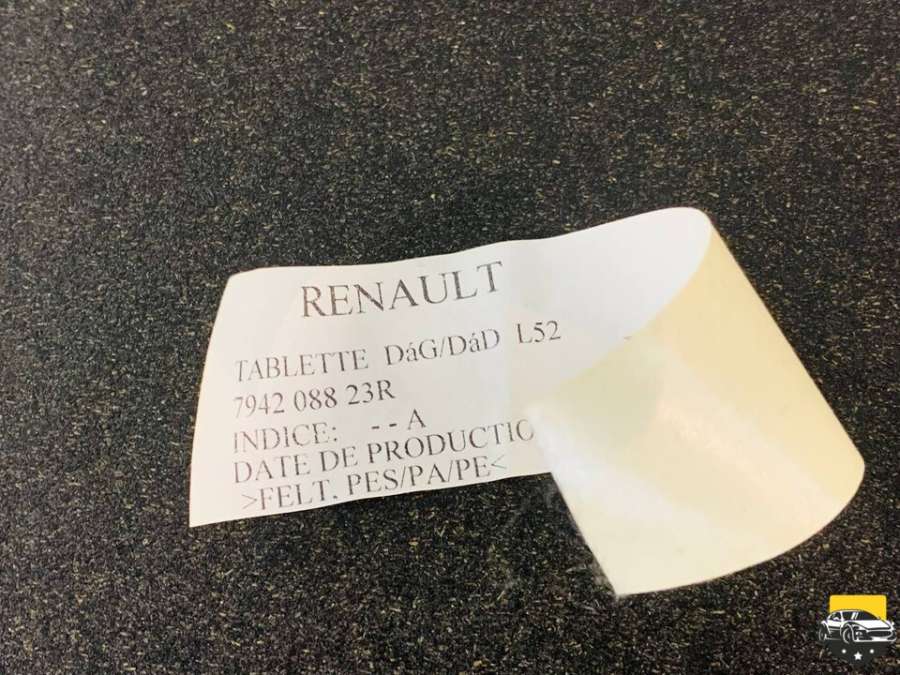 RENAULT
TABLETTE DáG/DáD L52
7942 088 23R
INDICE: - - A
DATE DE PRODUCTIO
>FELT, PES/PA/PE<